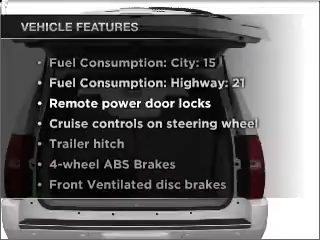 VEHICLE FEATURES
• Fuel Consumption: City: 15
• Fuel Consumption: Highway: 21
• Remote power door locks
• Cruise controls on steering wheel
• Trailer hitch
• 4-wheel ABS Brakes
• Front Ventilated disc brakes